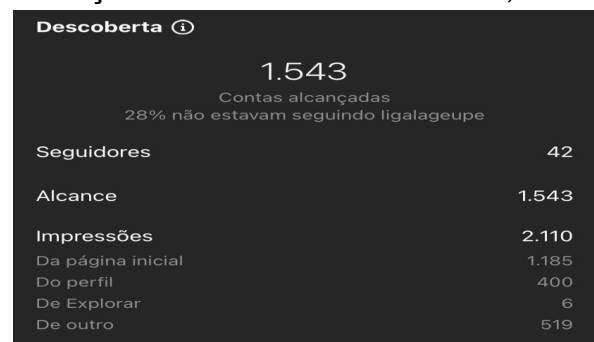 Descoberta
1.543
Contas alcançadas
28% não estavam seguindo ligalageupe
Seguidores 42
Alcance 1.543
Impressões 2.110
Da página inicial 1.185
Do perfil 400
De Explorar 6
De outro 519